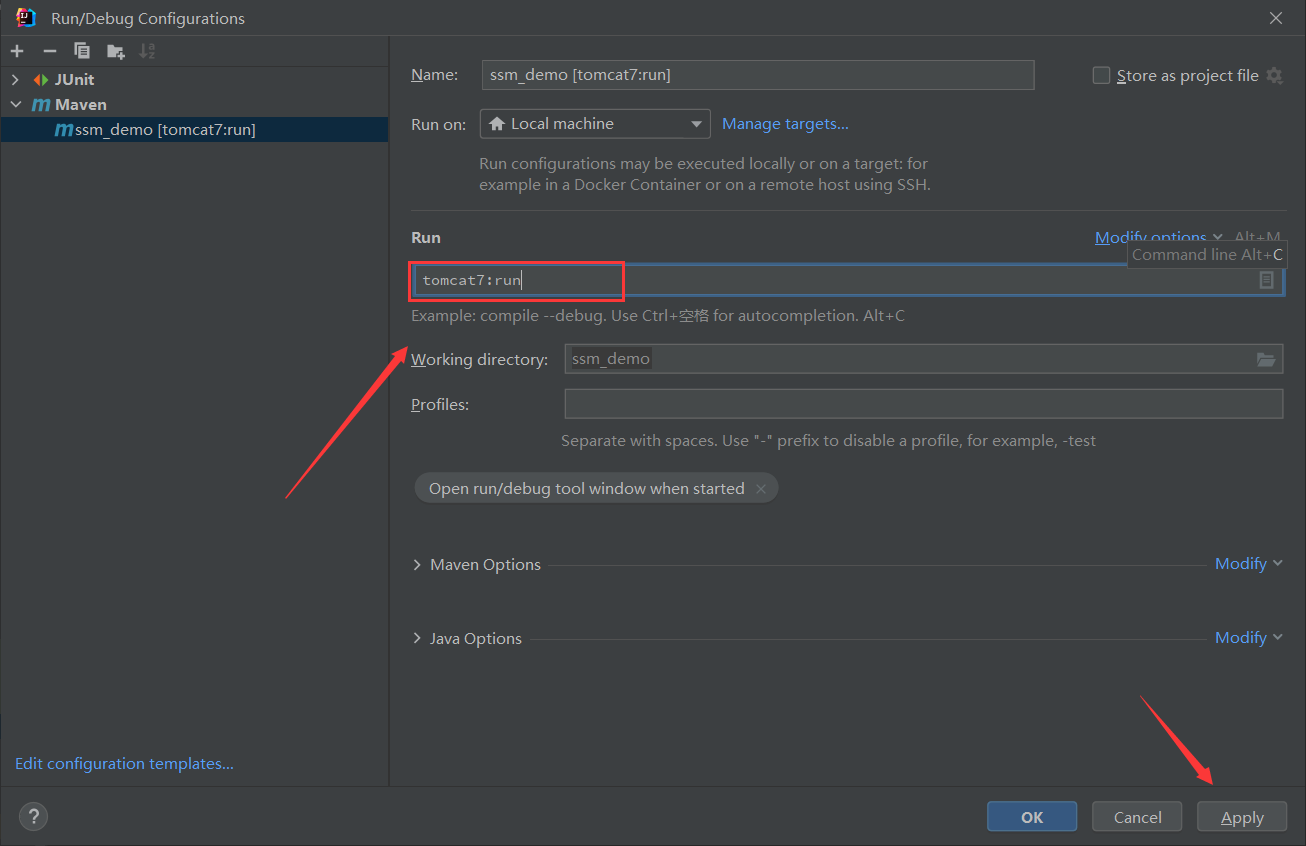 Run/Debug Configurations
JUnit
Maven
ssm_demo [tomcat7:run]
Edit configuration templates...
Name: ssm_demo [tomcat7:run] Store as project file
Run on: Local machine Manage targets...
Run configurations may be executed locally or on a target: for
example in a Docker Container or on a remote host using SSH.
Run Modify options Alt+M
Command line Alt+C
tomcat7:run
Example: compile --debug. Use Ctrl+空格 for autocompletion. Alt+C
Working directory: ssm_demo
Profiles:
Separate with spaces. Use "-" prefix to disable a profile, for example, -test
Open run/debug tool window when started
Maven Options Modify
Java Options Modify
? OK Cancel Apply